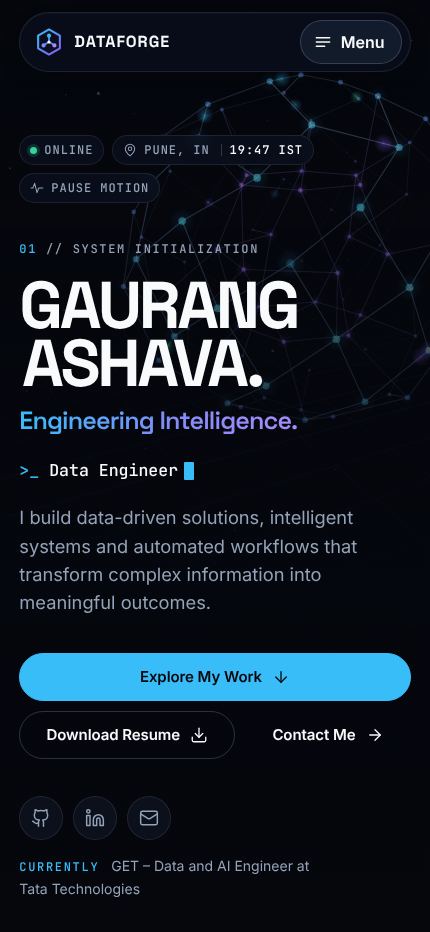 DATAFORGE
Menu
ONLINE
PUNE, IN | 19:47 IST
PAUSE MOTION
01 // SYSTEM INITIALIZATION
GAURANG
ASHAVA.
Engineering Intelligence.
>_ Data Engineer
I build data-driven solutions, intelligent
systems and automated workflows that
transform complex information into
meaningful outcomes.
Explore My Work ↓
Download Resume
Contact Me →
CURRENTLY GET – Data and AI Engineer at
Tata Technologies